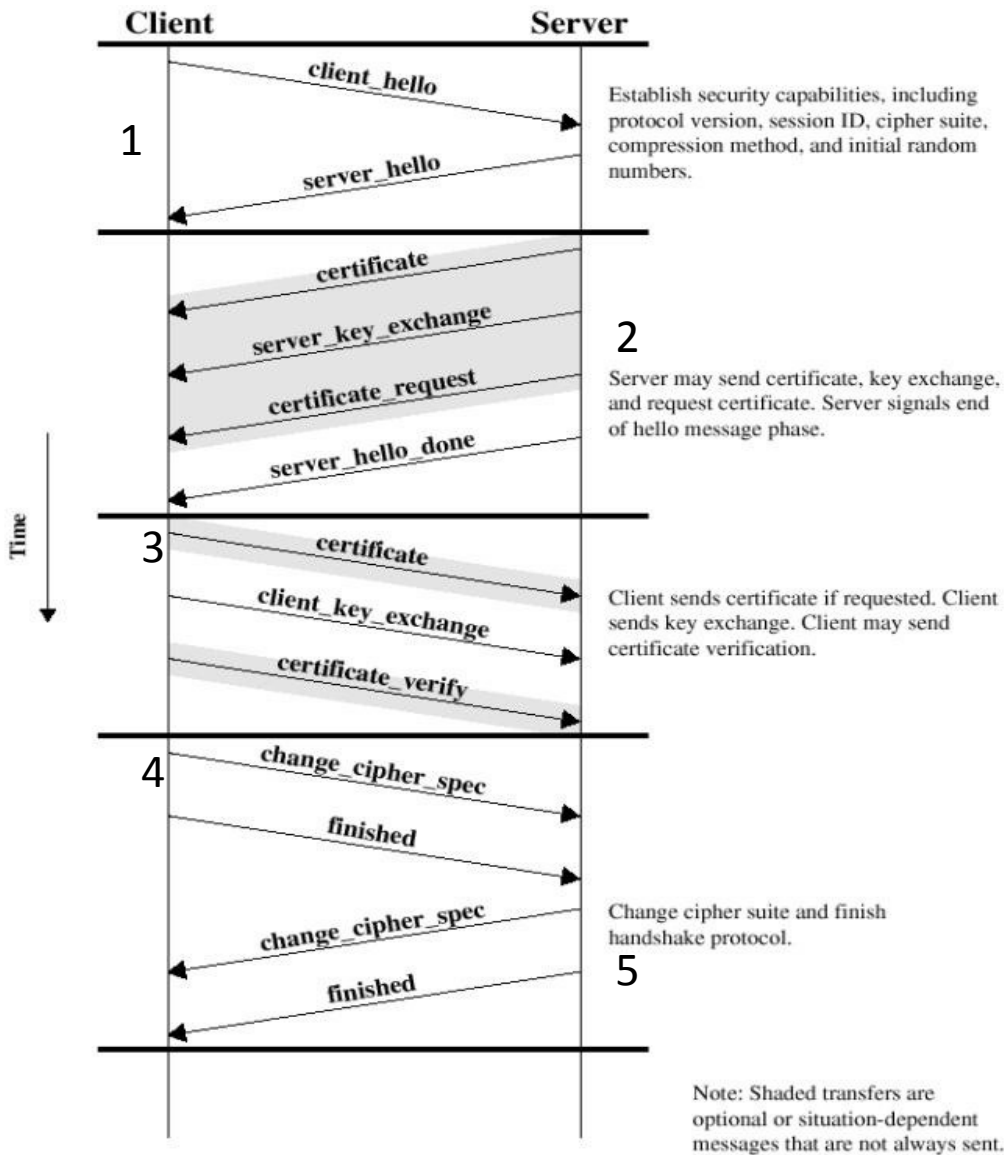 Client Server
client_hello
Establish security capabilities, including
protocol version, session ID, cipher suite,
compression method, and initial random
numbers.
1
server_hello
certificate
server_key_exchange
2
certificate_request
Server may send certificate, key exchange,
and request certificate. Server signals end
of hello message phase.
server_hello_done
Time
3
certificate
client_key_exchange
Client sends certificate if requested. Client
sends key exchange. Client may send
certificate verification.
certificate_verify
4
change_cipher_spec
finished
change_cipher_spec
Change cipher suite and finish
handshake protocol.
5
finished
Note: Shaded transfers are
optional or situation-dependent
messages that are not always sent.